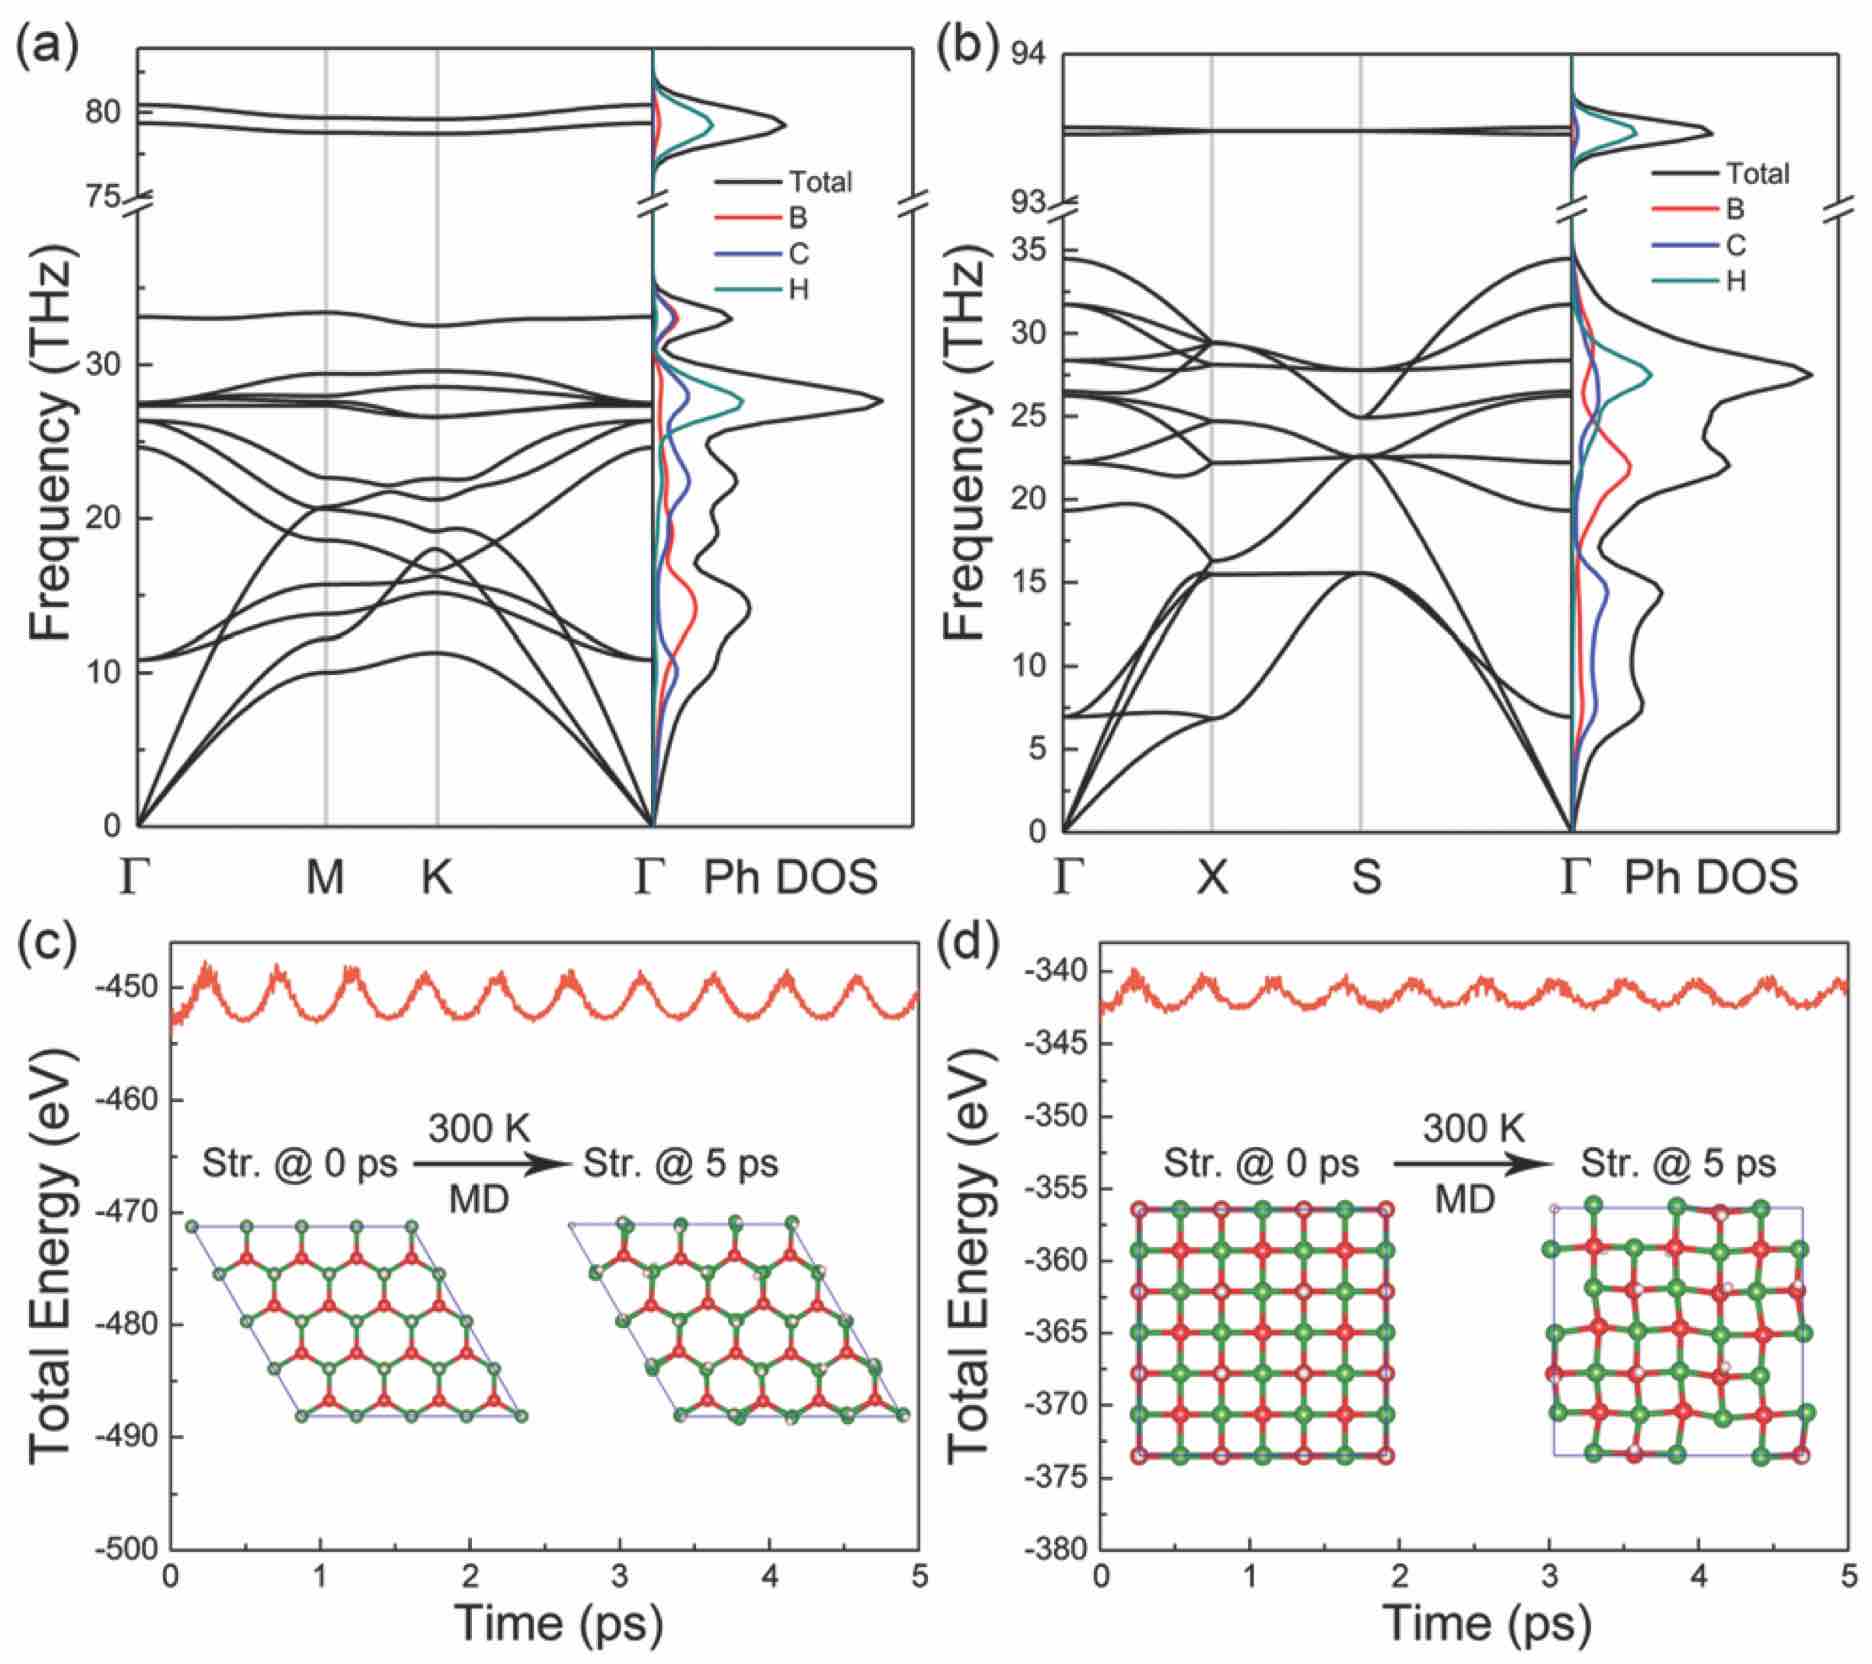 (a)
80
75
30
20
10
0
Frequency (THz)
Total
B
C
H
Γ M K Γ Ph DOS
(b)
94
93
35
30
25
20
15
10
5
0
Frequency (THz)
Total
B
C
H
Γ X S Γ Ph DOS
(c)
-450
-460
-470
-480
-490
-500
Total Energy (eV)
300 K
Str. @ 0 ps Str. @ 5 ps
MD
0 1 2 3 4 5
Time (ps)
(d)
-340
-345
-350
-355
-360
-365
-370
-375
-380
Total Energy (eV)
300 K
Str. @ 0 ps Str. @ 5 ps
MD
0 1 2 3 4 5
Time (ps)